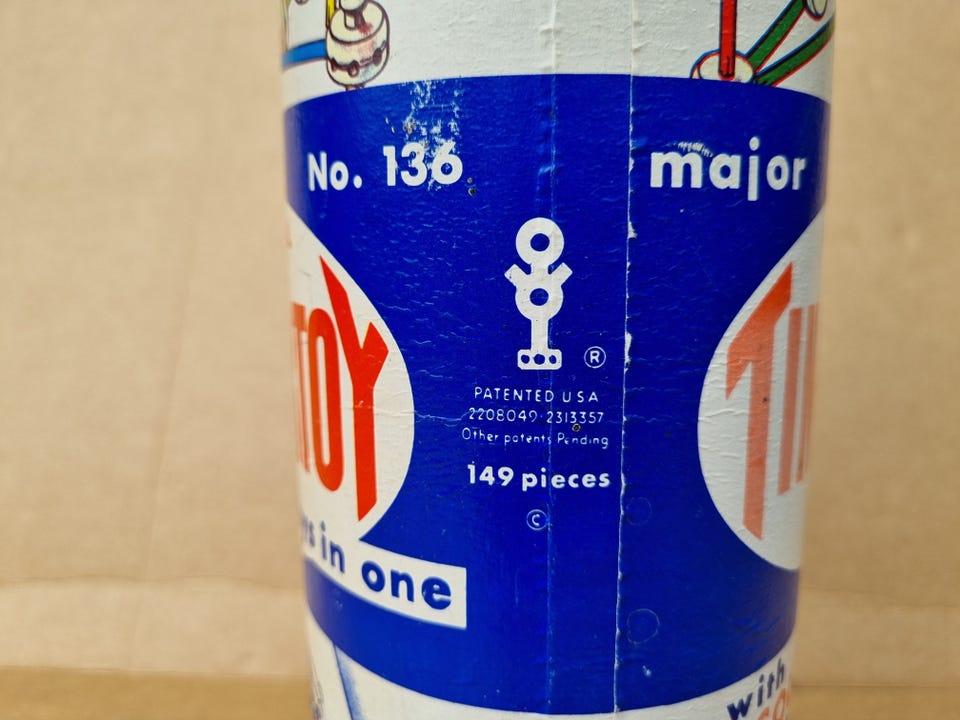 No. 136
major
TOY
in one
®
PATENTED USA
2208049·2313357
Other patents Pending
149 pieces
©
with